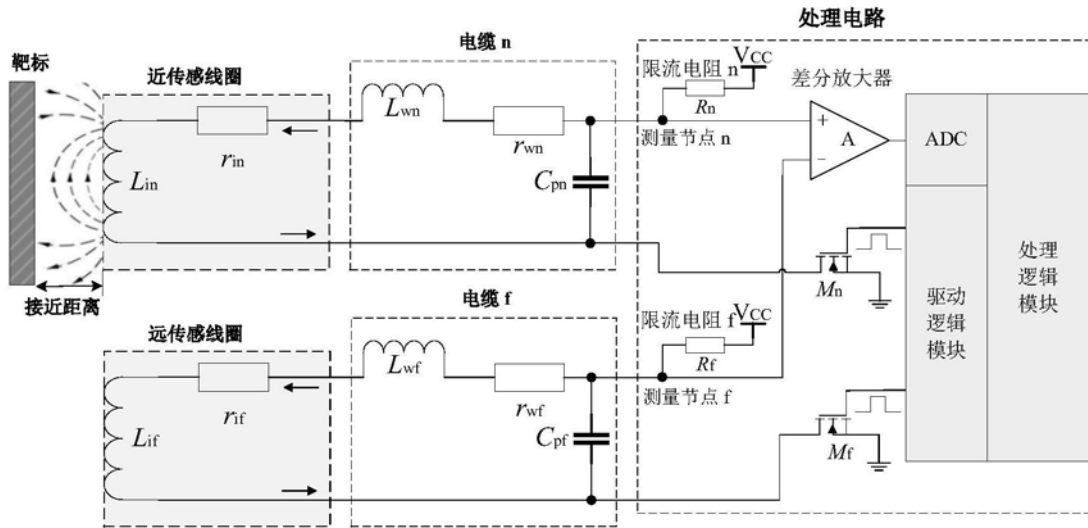 处理电路
靶标
近传感线圈
电缆 n
限流电阻 n
VCC
差分放大器
Lwn
Rn
rwn
测量节点 n
+
A
−
ADC
rin
Lin
Cpn
接近距离
Mn
处理
逻辑
模块
驱动
逻辑
模块
远传感线圈
电缆 f
限流电阻 f
VCC
Lwf
Rf
rwf
测量节点 f
rif
Lif
Cpf
Mf